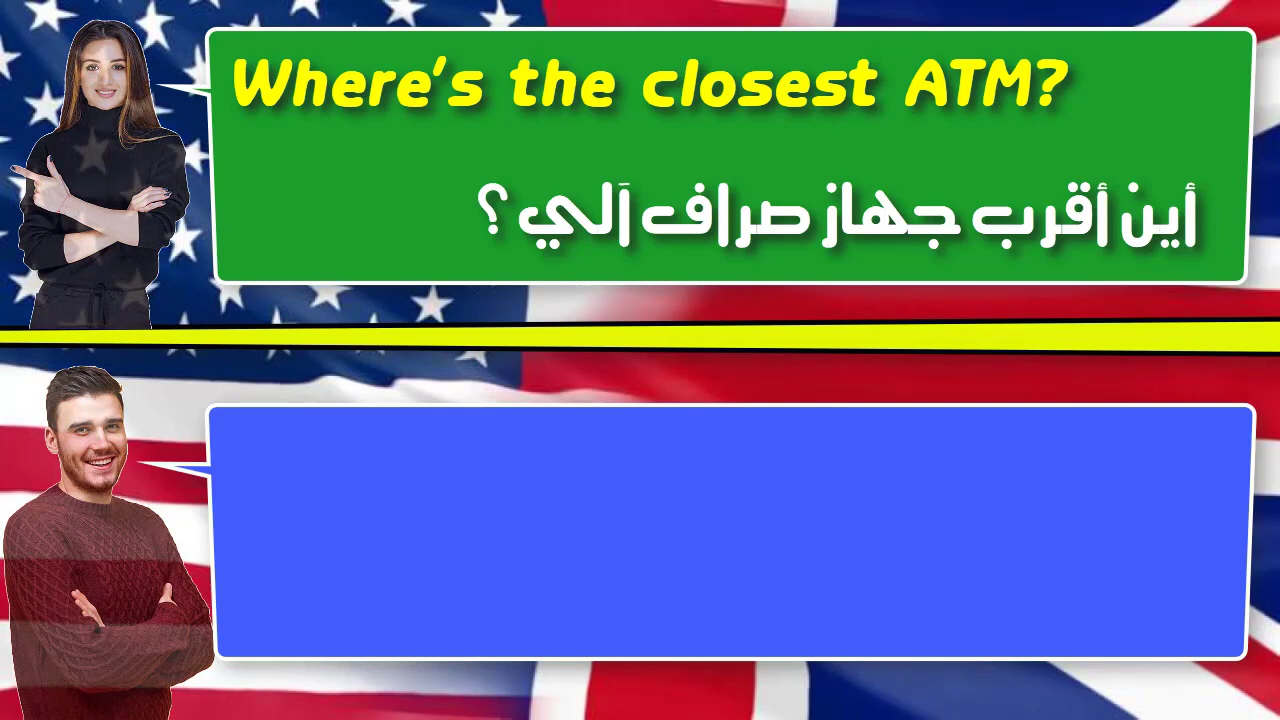 Where's the closest ATM?
أين أقرب جهاز صراف آلي ؟